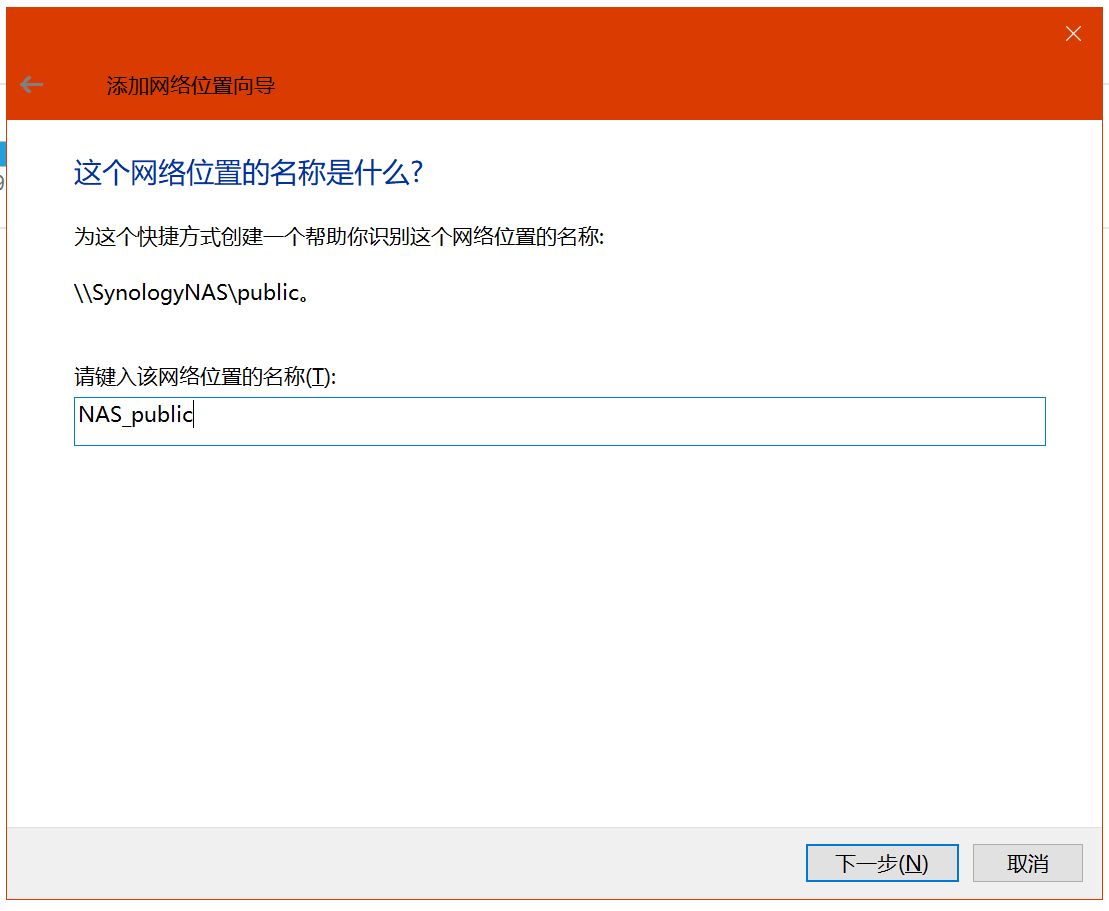 添加网络位置向导
这个网络位置的名称是什么?
为这个快捷方式创建一个帮助你识别这个网络位置的名称:
\\SynologyNAS\public。
请键入该网络位置的名称(T):
NAS_public
下一步(N)
取消